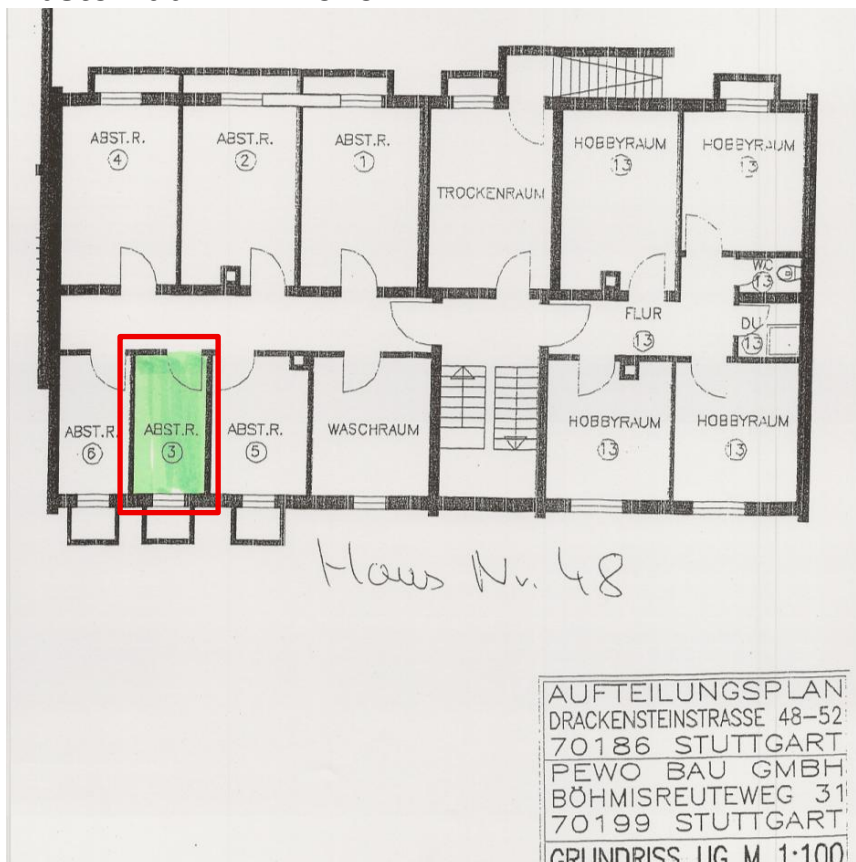 ABST.R.
4
ABST.R.
2
ABST.R.
1
TROCKENRAUM
HOBBYRAUM
13
HOBBYRAUM
13
WC
13
FLUR
13
DU
13
ABST.R.
6
ABST.R.
3
ABST.R.
5
WASCHRAUM
HOBBYRAUM
13
HOBBYRAUM
13
Haus Nr. 48
AUFTEILUNGSPLAN
DRACKENSTEINSTRASSE 48-52
70186 STUTTGART
PEWO BAU GMBH
BÖHMISREUTEWEG 31
70199 STUTTGART
GRUNDRISS UG M 1:100